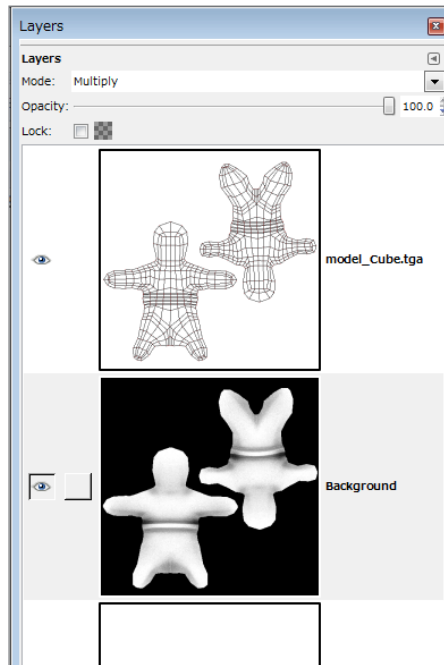 Layers
Layers
Mode: Multiply
Opacity: 100.0
Lock:
model_Cube.tga
Background